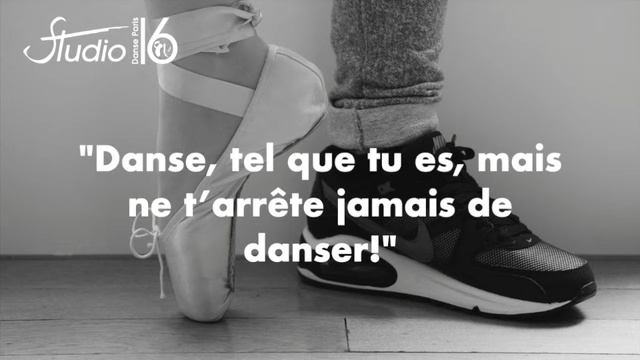 Studio 16
Danse Paris
"Danse, tel que tu es, mais
ne t’arrête jamais de
danser!"